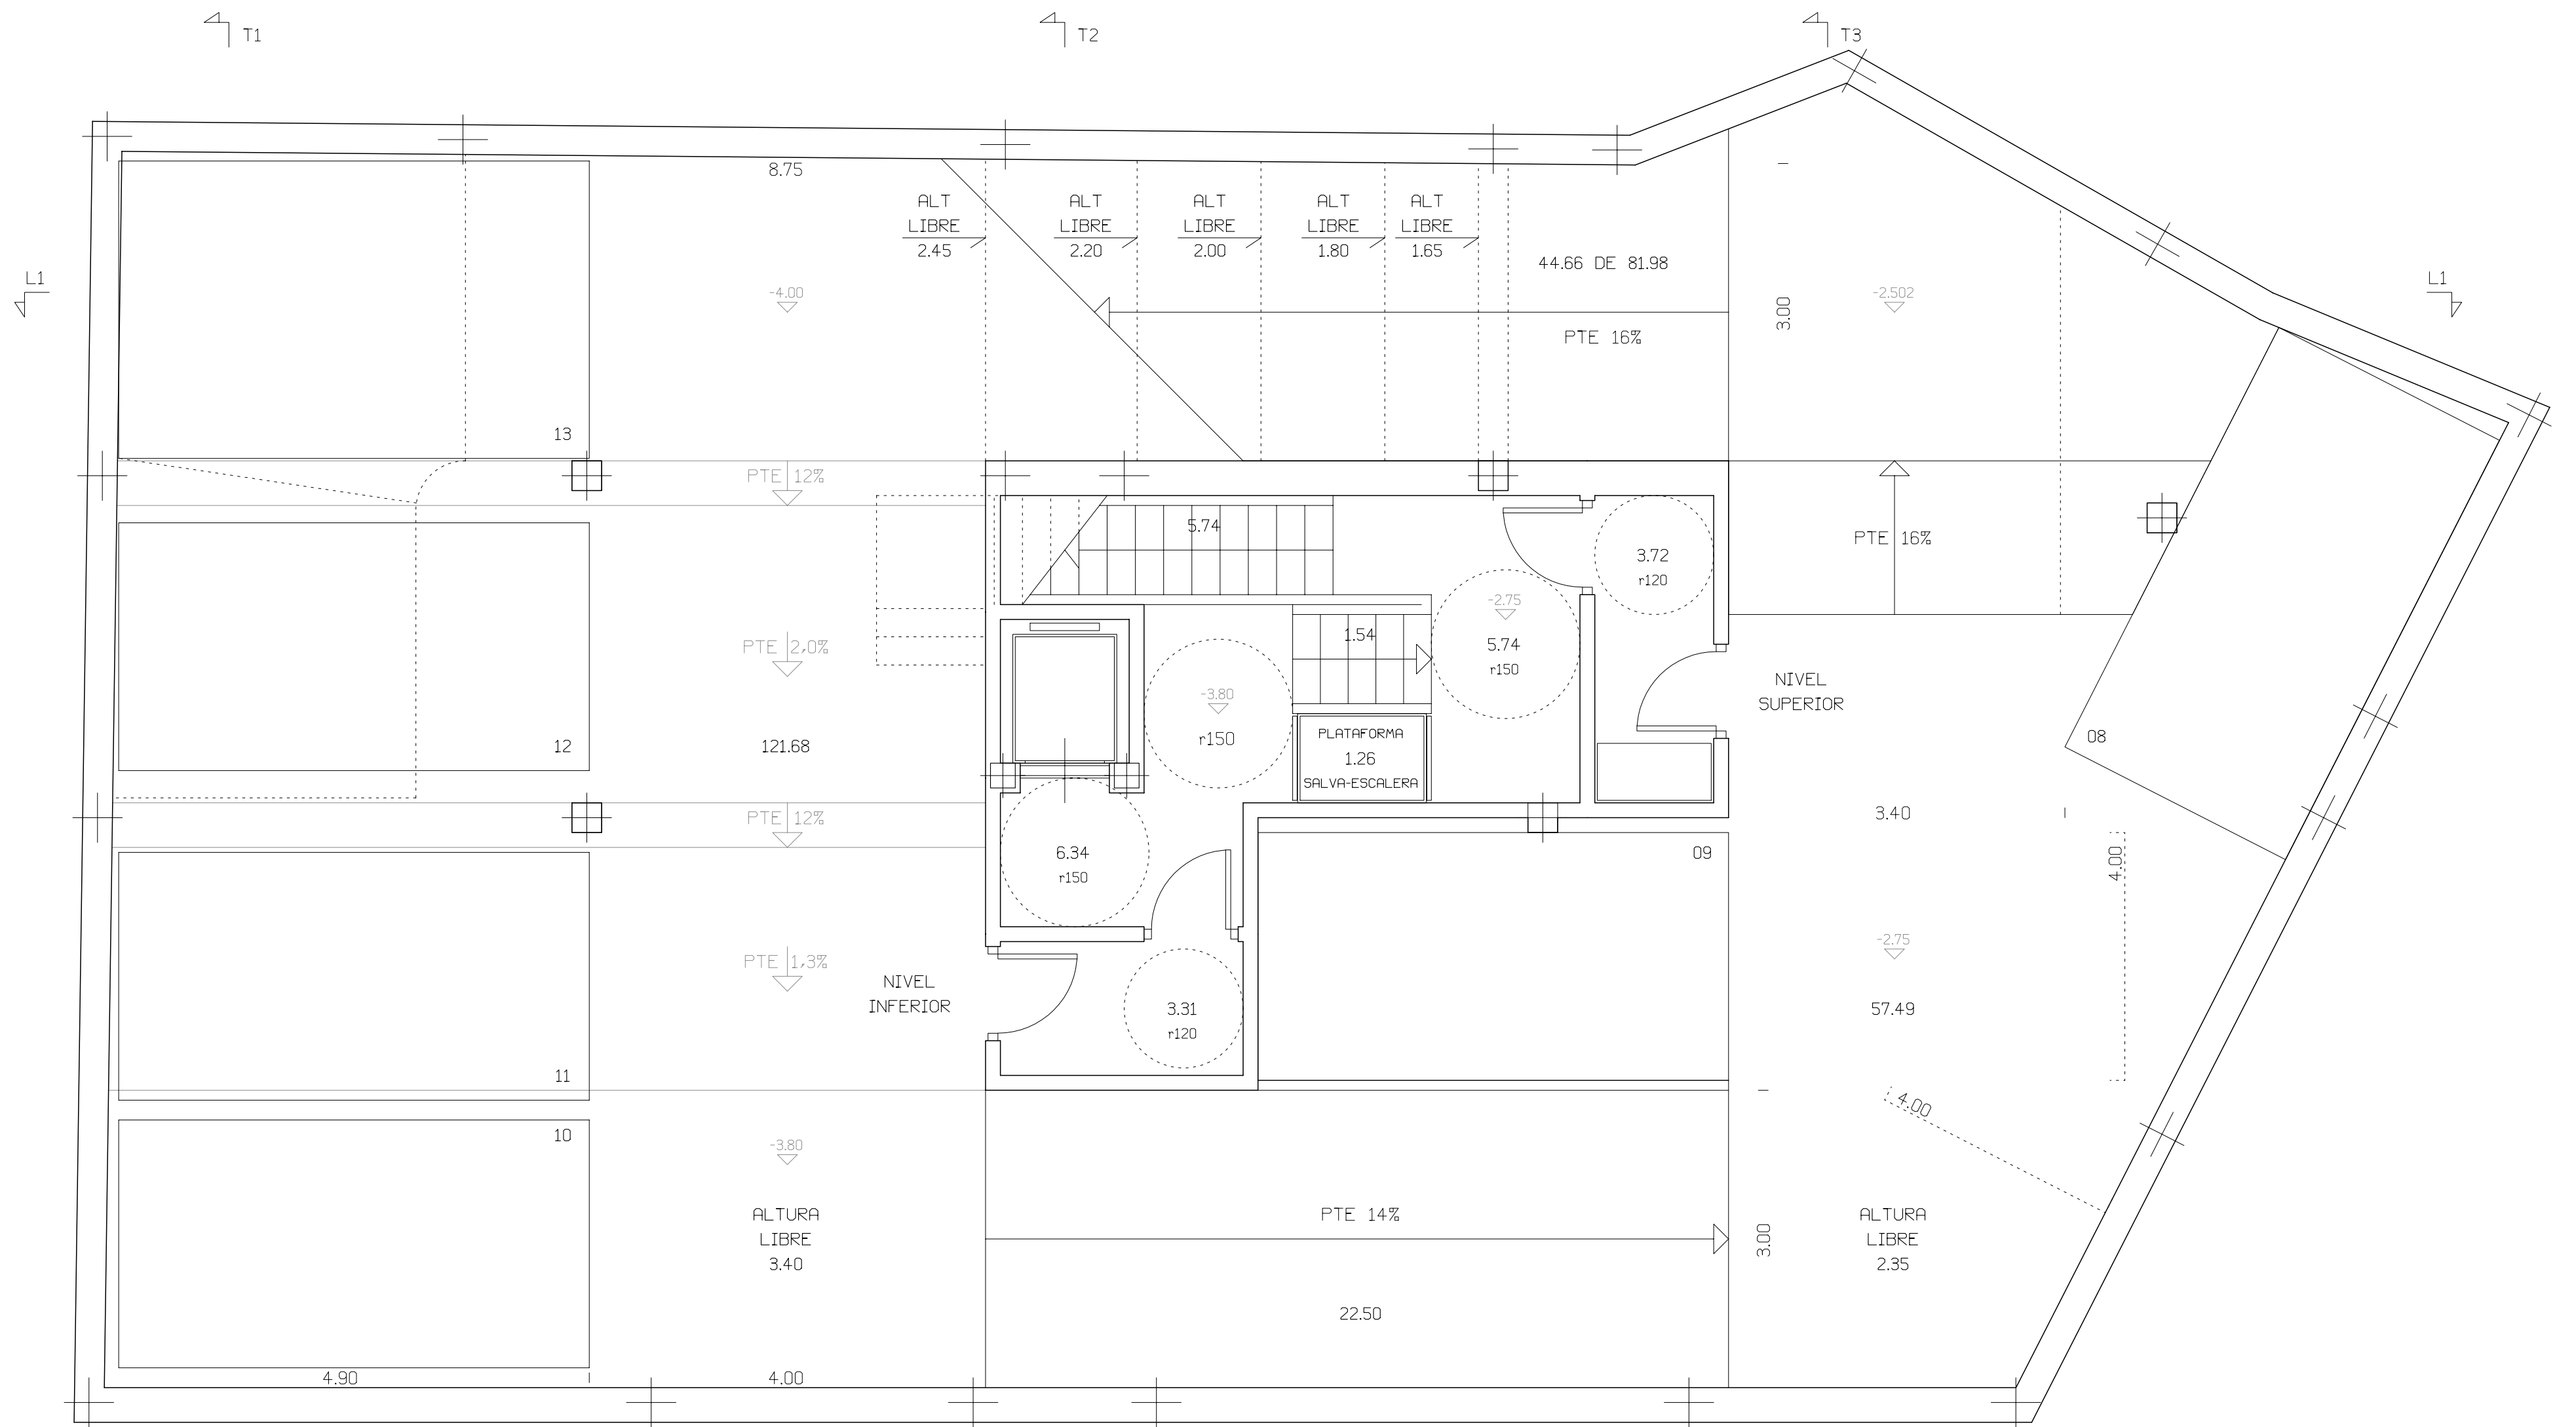 T1
T2
T3
8.75
ALT
LIBRE
2.45
ALT
LIBRE
2.20
ALT
LIBRE
2.00
ALT
LIBRE
1.80
ALT
LIBRE
1.65
44.66 DE 81.98
L1
L1
-4.00
-2.502
3.00
PTE 16%
13
PTE 12%
5.74
PTE 16%
3.72
r120
-2.75
5.74
r150
1.54
PTE 2,0%
-3.80
r150
NIVEL
SUPERIOR
12
121.68
PLATAFORMA
1.26
SALVA-ESCALERA
08
PTE 12%
3.40
6.34
r150
09
4.00
-2.75
PTE 1,3%
NIVEL
INFERIOR
3.31
r120
57.49
11
10
4.00
-3.80
ALTURA
LIBRE
3.40
PTE 14%
3.00
ALTURA
LIBRE
2.35
22.50
4.90
4.00